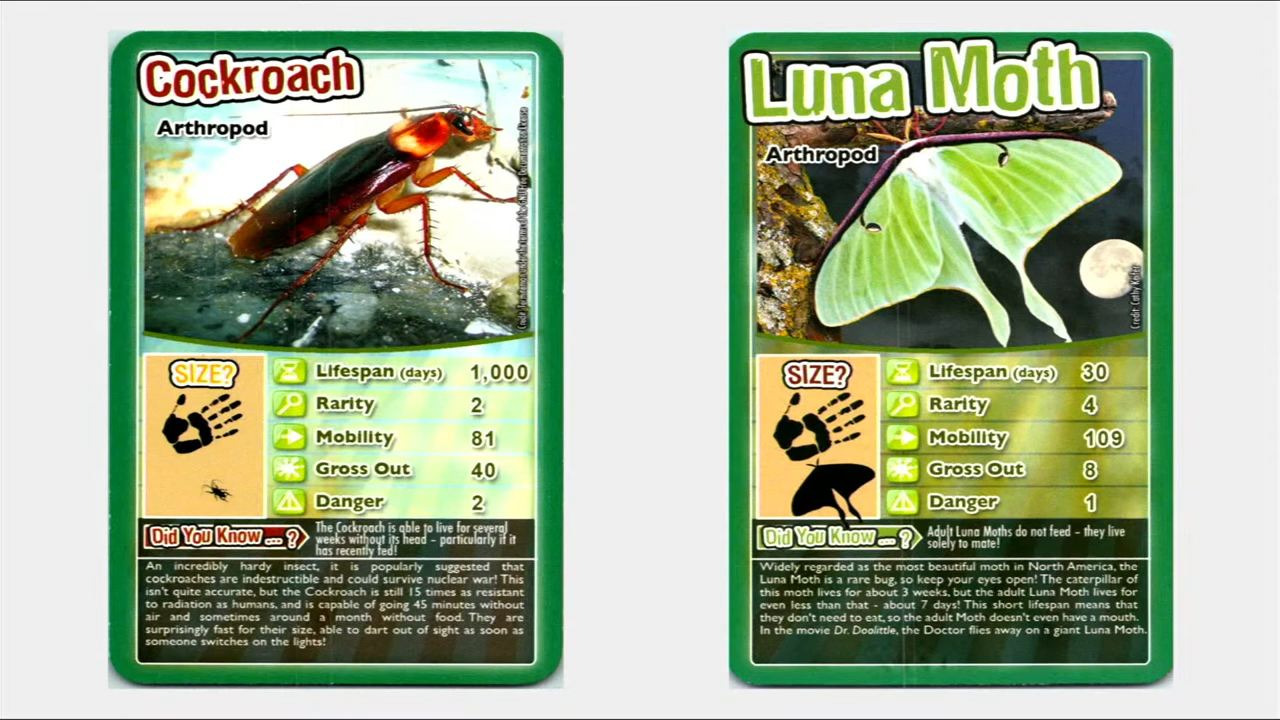 Cockroach
Arthropod
SIZE?
Lifespan (days) 1,000
Rarity 2
Mobility 81
Gross Out 40
Danger 2
Did You Know ... ?
The Cockroach is able to live for several
weeks without its head – particularly if it
has recently fed!
An incredibly hardy insect, it is popularly suggested that
cockroaches are indestructible and could survive nuclear war! This
isn't quite accurate, but the Cockroach is still 15 times as resistant
to radiation as humans, and is capable of going 45 minutes without
air and sometimes around a month without food. They are
surprisingly fast for their size, able to dart out of sight as soon as
someone switches on the lights!
Luna Moth
Arthropod
Credit: Cathy Keifer
SIZE?
Lifespan (days) 30
Rarity 4
Mobility 109
Gross Out 8
Danger 1
Did You Know ... ?
Adult Luna Moths do not feed – they live
solely to mate!
Widely regarded as the most beautiful moth in North America, the
Luna Moth is a rare bug, so keep your eyes open! The caterpillar of
this moth lives for about 3 weeks, but the adult Luna Moth lives for
even less than that - about 7 days! This short lifespan means that
they don't need to eat, so the adult Moth doesn't even have a mouth.
In the movie Dr. Doolittle, the Doctor flies away on a giant Luna Moth.